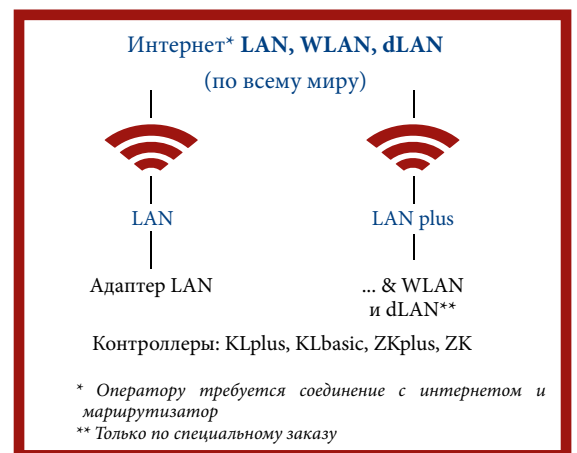 Интернет* LAN, WLAN, dLAN
(по всему миру)
LAN
LAN plus
Адаптер LAN
... & WLAN
и dLAN**
Контроллеры: KLplus, KLbasic, ZKplus, ZK
* Оператору требуется соединение с интернетом и
маршрутизатор
** Только по специальному заказу